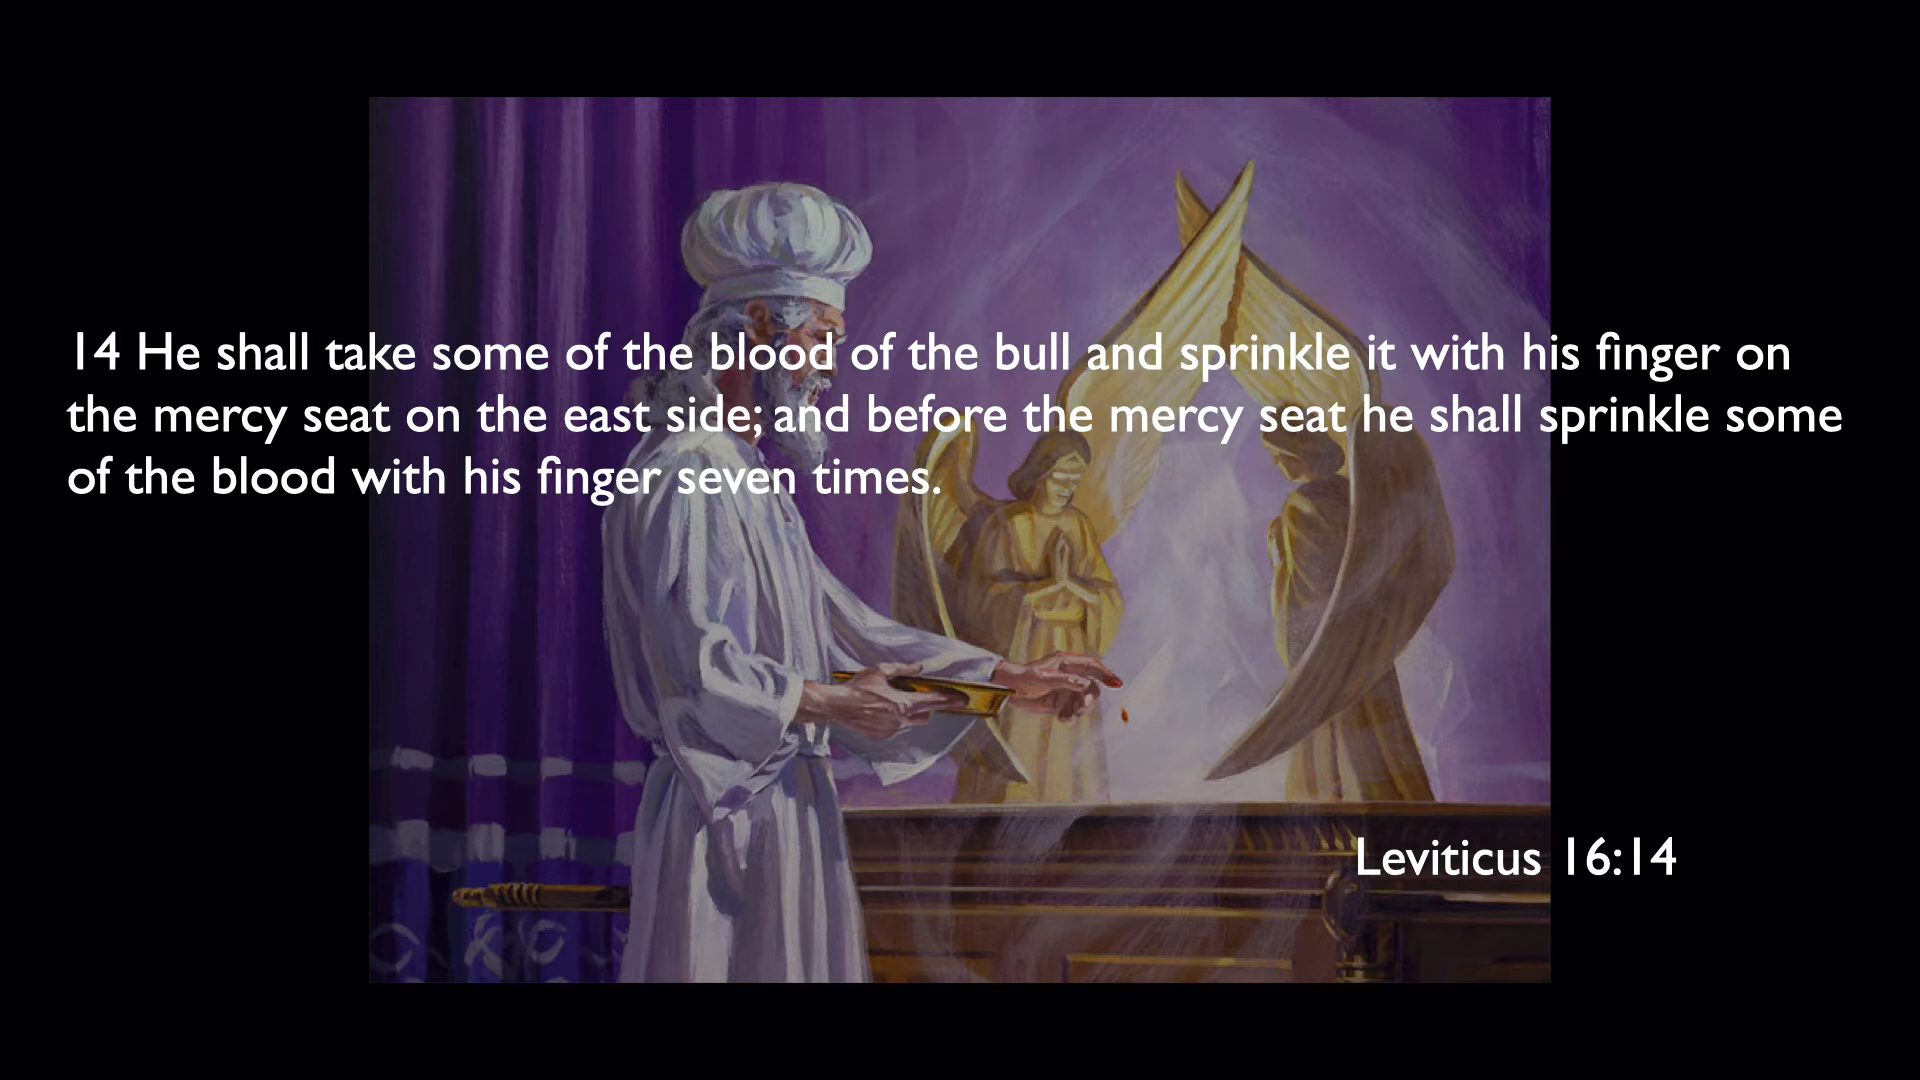 14 He shall take some of the blood of the bull and sprinkle it with his finger on
the mercy seat on the east side; and before the mercy seat he shall sprinkle some
of the blood with his finger seven times.
Leviticus 16:14